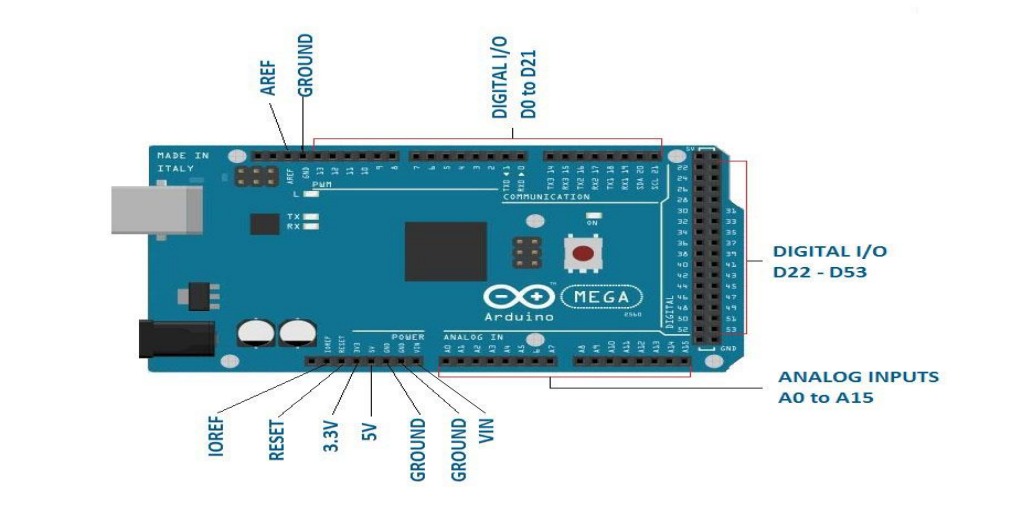 AREF
GROUND
DIGITAL I/O
D0 to D21
MADE IN
ITALY
AREF
GND
13
12
11
10
9
8
7
6
5
4
3
2
TX0 ▶ 1
RX0 ▶ 0
TX3 14
RX3 15
TX2 16
RX2 17
TX1 18
RX1 19
SDA 20
SCL 21
5V
PWM
COMMUNICATION
L
TX
RX
ON
22
24
26
28
30 31
32 33
34 35
36 37
38 39
40 41
42 43
44 45
46 47
48 49
50 51
52 53
GND
DIGITAL
DIGITAL I/O
D22 - D53
Arduino
TM
MEGA
2560
POWER
ANALOG IN
IOREF
RESET
3V3
5V
GND
GND
VIN
A0
A1
A2
A3
A4
A5
6
A7
A8
A9
A10
A11
A12
A13
A14
A15
ANALOG INPUTS
A0 to A15
IOREF
RESET
3.3V
5V
GROUND
GROUND
VIN